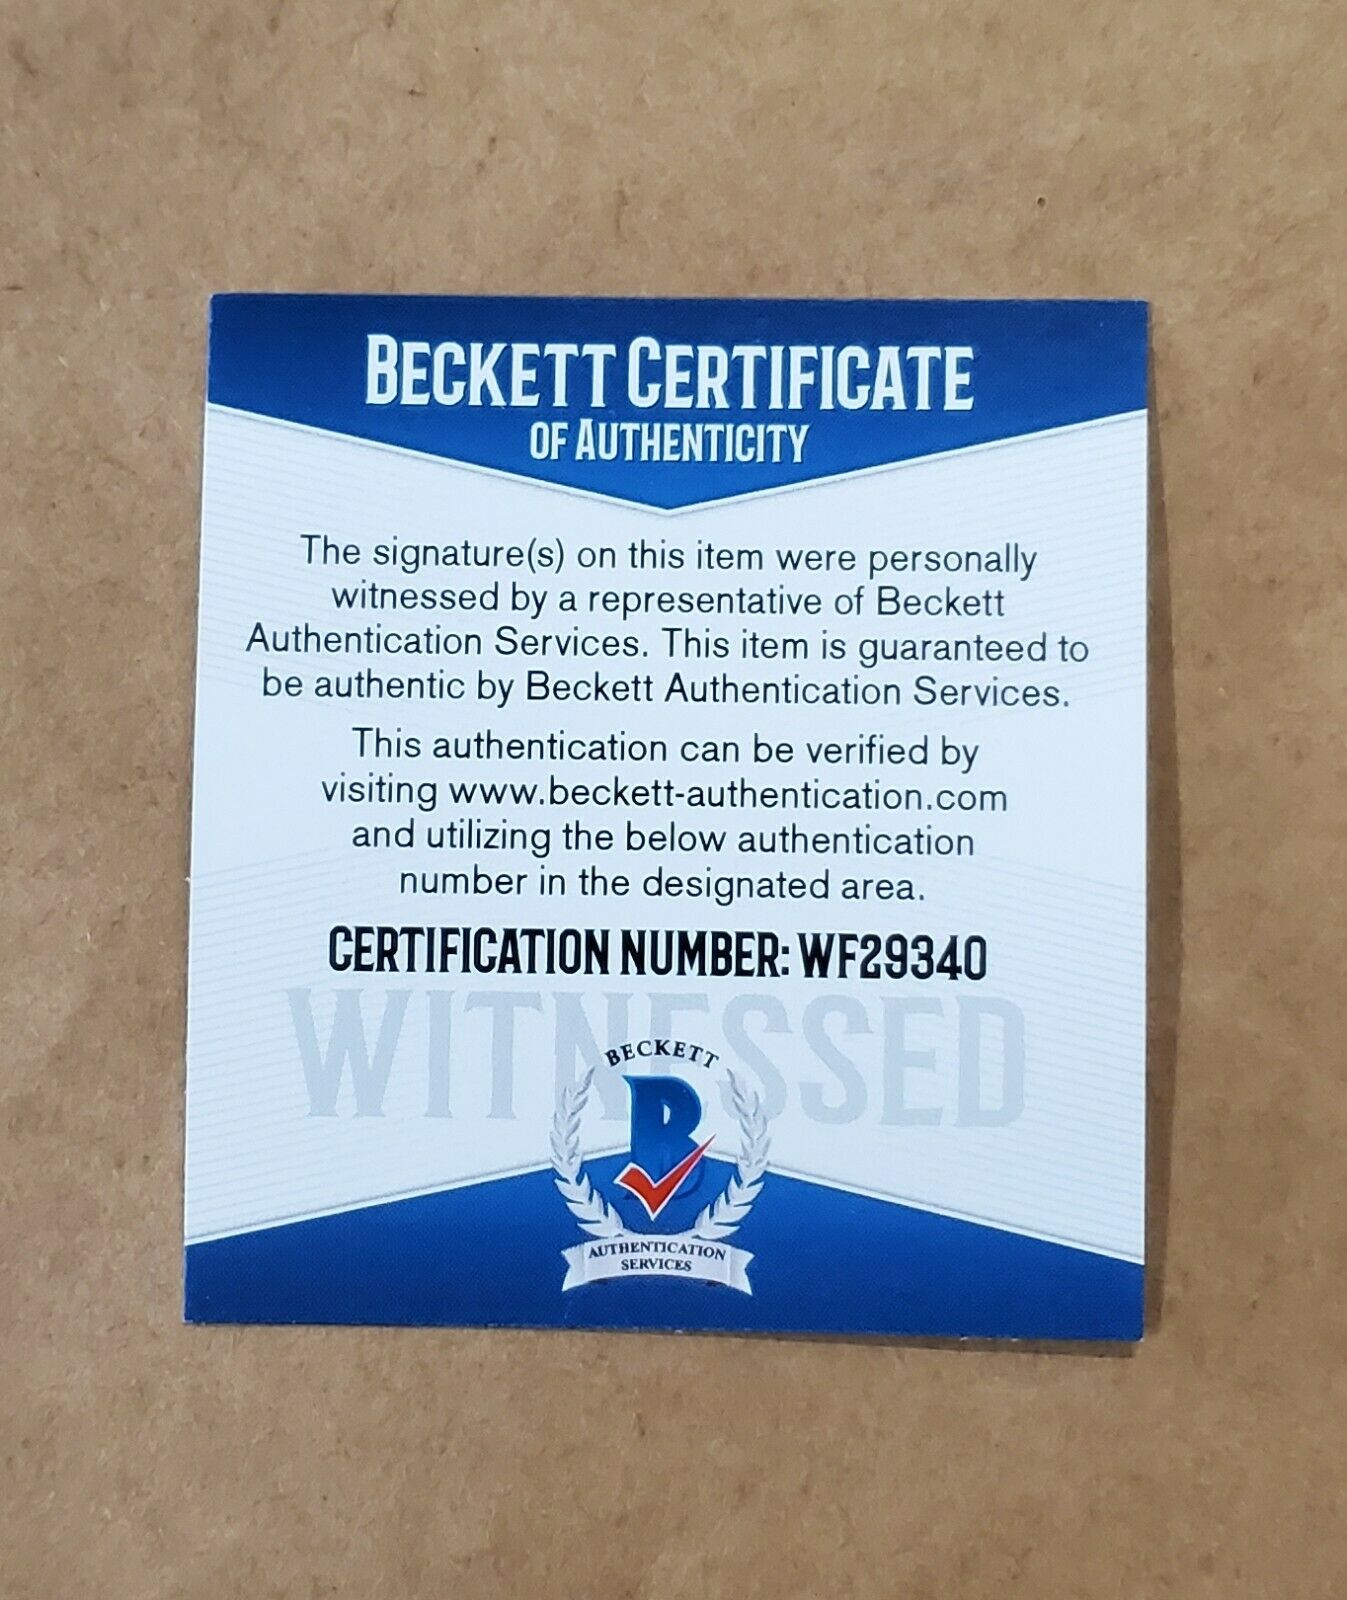 BECKETT CERTIFICATE
OF AUTHENTICITY
The signature(s) on this item were personally
witnessed by a representative of Beckett
Authentication Services. This item is guaranteed to
be authentic by Beckett Authentication Services.
This authentication can be verified by
visiting www.beckett-authentication.com
and utilizing the below authentication
number in the designated area.
CERTIFICATION NUMBER: WF29340
WITNESSED
BECKETT
B
AUTHENTICATION
SERVICES